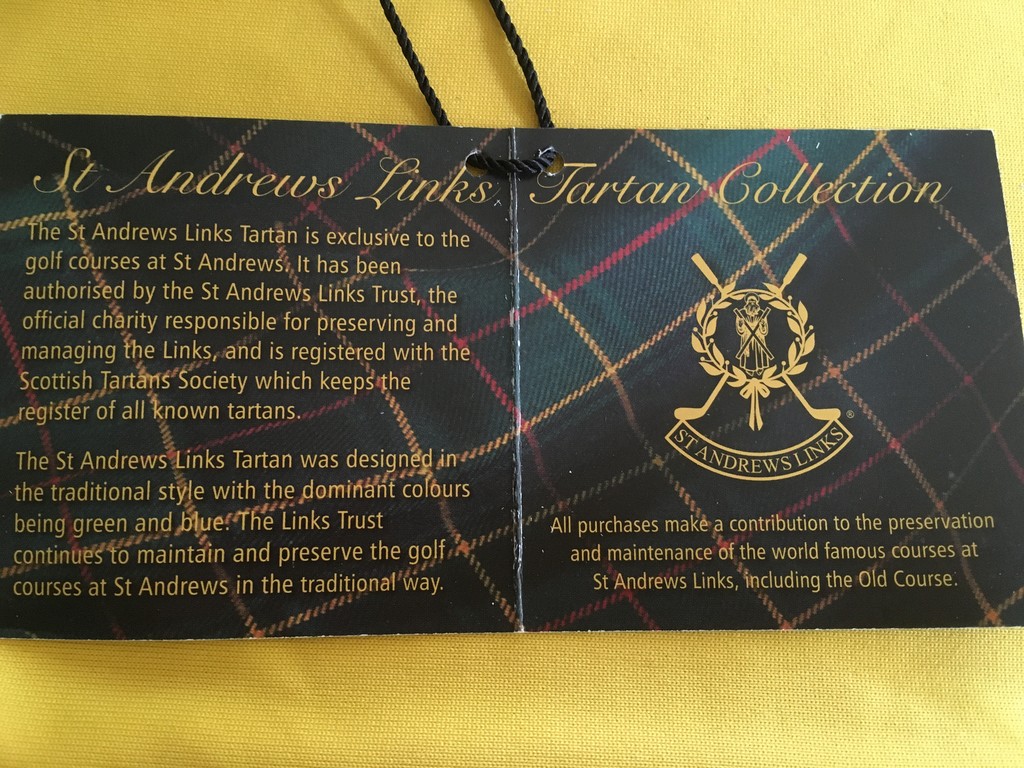 St Andrews Links Tartan Collection
The St Andrews Links Tartan is exclusive to the
golf courses at St Andrews. It has been
authorised by the St Andrews Links Trust, the
official charity responsible for preserving and
managing the Links, and is registered with the
Scottish Tartans Society which keeps the
register of all known tartans.
The St Andrews Links Tartan was designed in
the traditional style with the dominant colours
being green and blue. The Links Trust
continues to maintain and preserve the golf
courses at St Andrews in the traditional way.
®
ST ANDREWS LINKS
All purchases make a contribution to the preservation
and maintenance of the world famous courses at
St Andrews Links, including the Old Course.